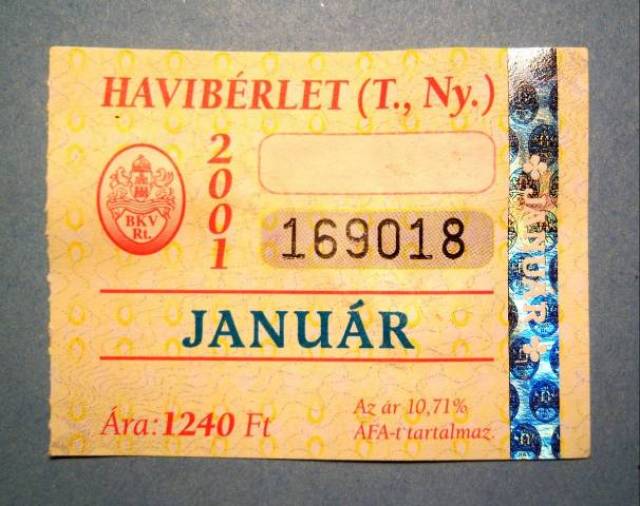 HAVIBÉRLET (T., Ny.)
2001
BKV
Rt.
169018
JANUÁR
Ára: 1240 Ft
Az ár 10,71%
ÁFA-t tartalmaz.
JANUÁR